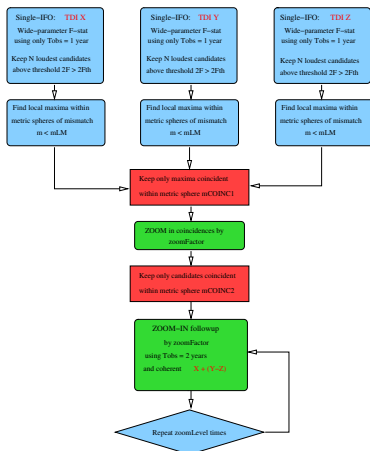 Single-IFO: TDI X
Wide-parameter F-stat
using only Tobs = 1 year
Keep N loudest candidates
above threshold 2F > 2Fth
Single-IFO: TDI Y
Wide-parameter F-stat
using only Tobs = 1 year
Keep N loudest candidates
above threshold 2F > 2Fth
Single-IFO: TDI Z
Wide-parameter F-stat
using only Tobs = 1 year
Keep N loudest candidates
above threshold 2F > 2Fth
Find local maxima within
metric spheres of mismatch
m < mLM
Find local maxima within
metric spheres of mismatch
m < mLM
Find local maxima within
metric spheres of mismatch
m < mLM
Keep only maxima coincident
within metric sphere mCOINC1
ZOOM in coincidences by
zoomFactor
Keep only candidates coincident
within metric sphere mCOINC2
ZOOM-IN followup
by zoomFactor
using Tobs = 2 years
and coherent X + (Y-Z)
Repeat zoomLevel times